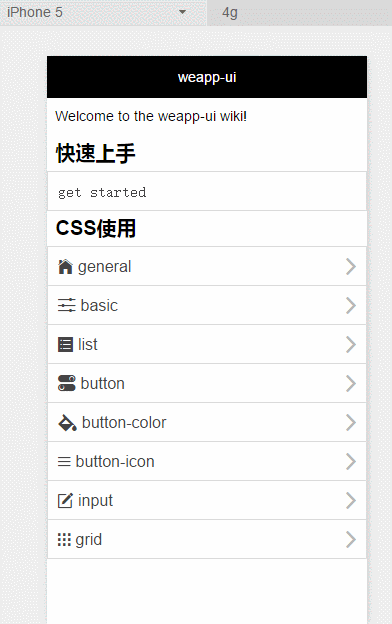 iPhone 5 4g
weapp-ui
Welcome to the weapp-ui wiki!
快速上手
get started
CSS使用
general
basic
list
button
button-color
button-icon
input
grid